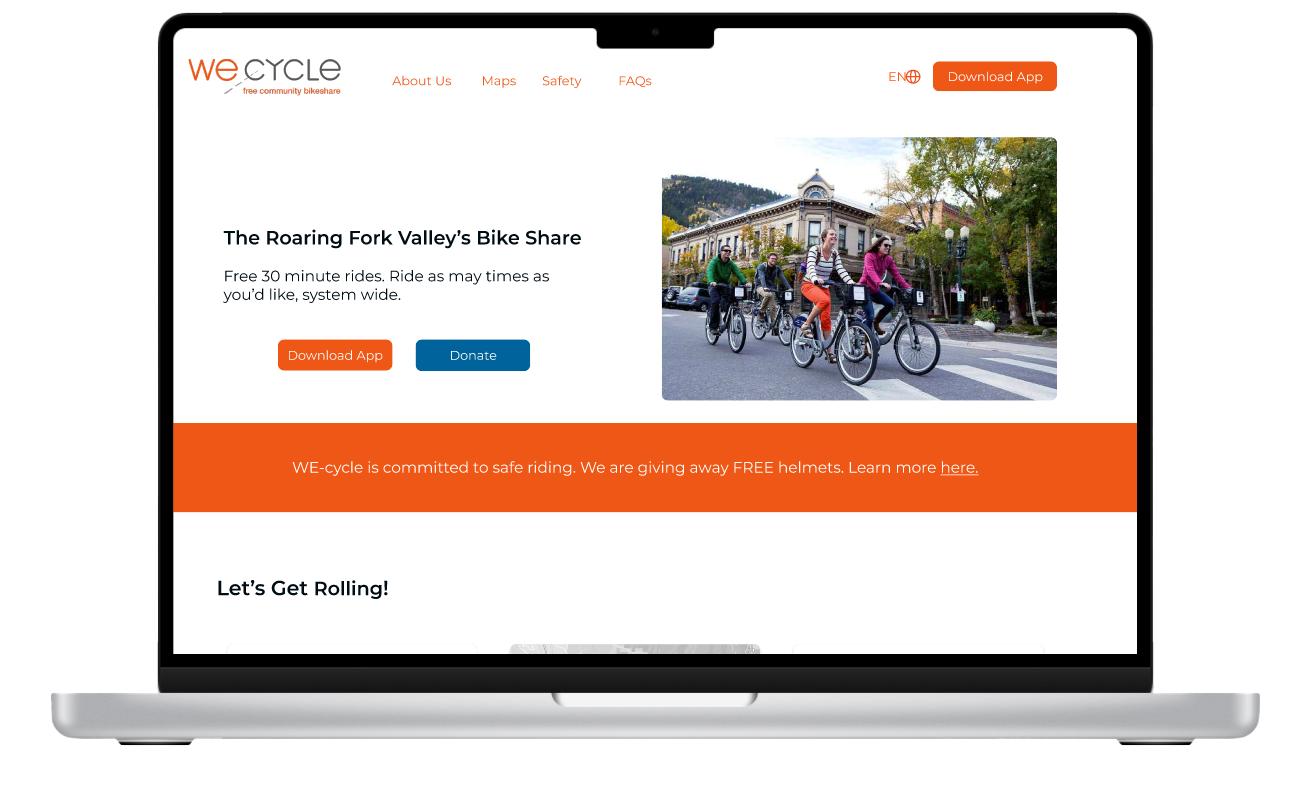 WE CYCLE
free community bikeshare
About Us Maps Safety FAQs
EN Download App
The Roaring Fork Valley’s Bike Share
Free 30 minute rides. Ride as may times as
you’d like, system wide.
Download App Donate
WE-cycle is committed to safe riding. We are giving away FREE helmets. Learn more here.
Let’s Get Rolling!